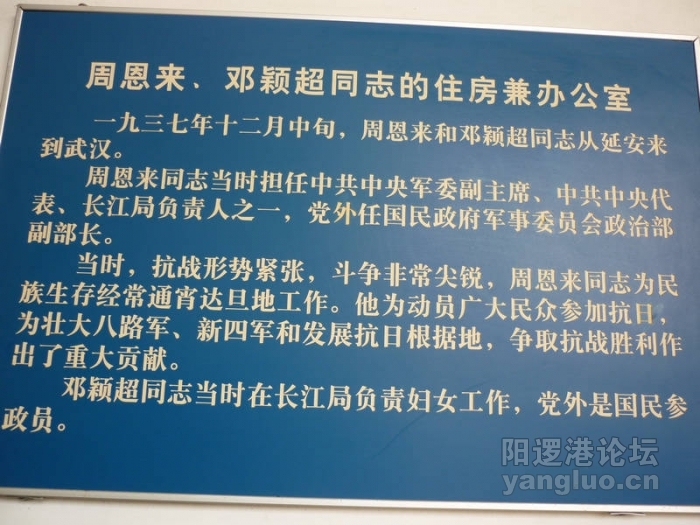 周恩来、邓颖超同志的住房兼办公室
一九三七年十二月中旬，周恩来和邓颖超同志从延安来
到武汉。
周恩来同志当时担任中共中央军委副主席、中共中央代
表、长江局负责人之一，党外任国民政府军事委员会政治部
副部长。
当时，抗战形势紧张，斗争非常尖锐，周恩来同志为民
族生存经常通宵达旦地工作。他为动员广大民众参加抗日，
为壮大八路军、新四军和发展抗日根据地，争取抗战胜利作
出了重大贡献。
邓颖超同志当时在长江局负责妇女工作，党外是国民参
政员。
阳逻港论坛
yangluo.cn